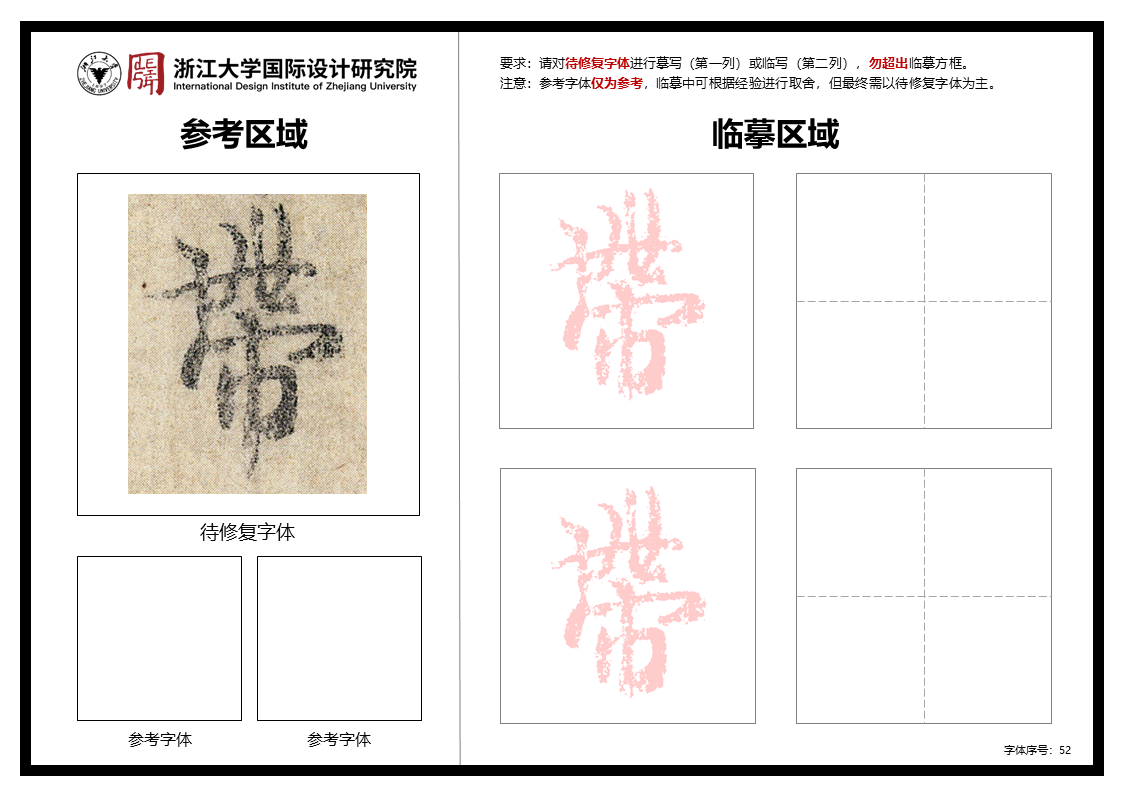 浙江大学国际设计研究院
International Design Institute of Zhejiang University
参考区域
帶
待修复字体
参考字体 参考字体
要求：请对待修复字体进行摹写（第一列）或临写（第二列），勿超出临摹方框。
注意：参考字体仅为参考，临摹中可根据经验进行取舍，但最终需以待修复字体为主。
临摹区域
帶
帶
字体序号：52